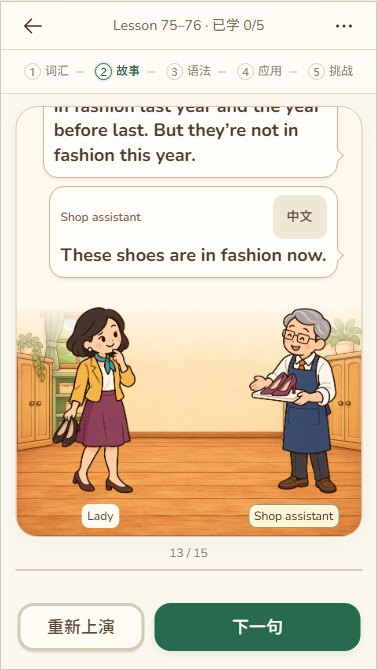 Lesson 75–76 · 已学 0/5
1 词汇 – 2 故事 – 3 语法 – 4 应用 – 5 挑战
in fashion last year and the year
before last. But they’re not in
fashion this year.
Shop assistant
中文
These shoes are in fashion now.
Lady
Shop assistant
13 / 15
重新上演
下一句